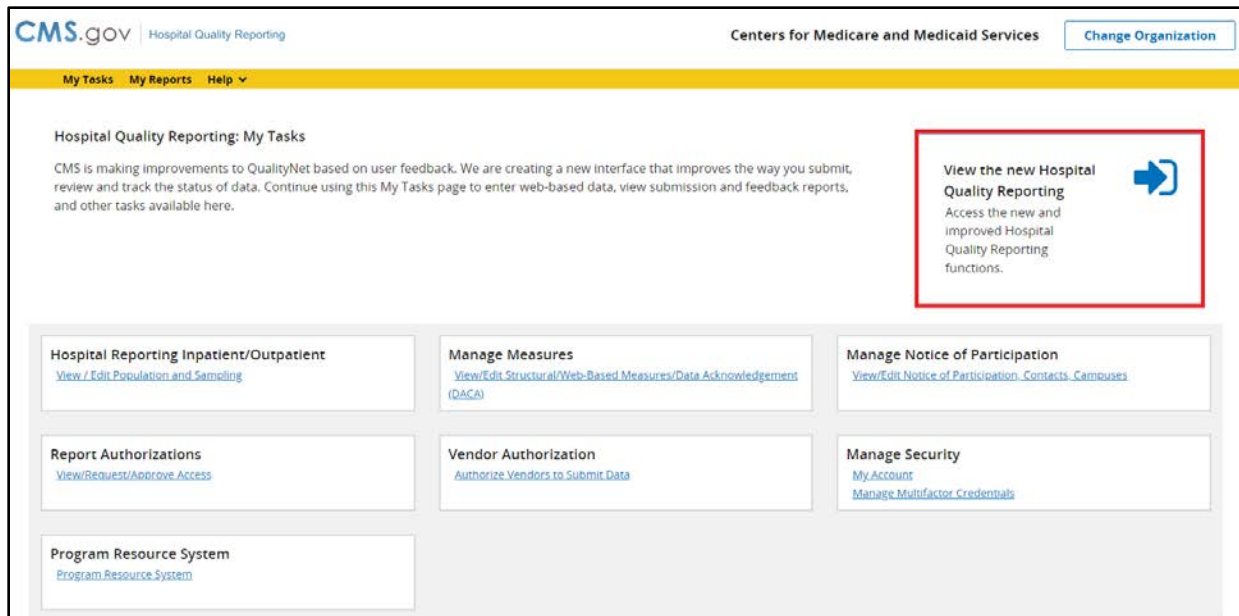 CMS.gov Hospital Quality Reporting
Centers for Medicare and Medicaid Services
Change Organization
My Tasks My Reports Help
Hospital Quality Reporting: My Tasks
CMS is making improvements to QualityNet based on user feedback. We are creating a new interface that improves the way you submit,
review and track the status of data. Continue using this My Tasks page to enter web-based data, view submission and feedback reports,
and other tasks available here.
View the new Hospital
Quality Reporting
Access the new and
improved Hospital
Quality Reporting
functions.
Hospital Reporting Inpatient/Outpatient
View / Edit Population and Sampling
Manage Measures
View/Edit Structural/Web-Based Measures/Data Acknowledgement
(DACA)
Manage Notice of Participation
View/Edit Notice of Participation, Contacts, Campuses
Report Authorizations
View/Request/Approve Access
Vendor Authorization
Authorize Vendors to Submit Data
Manage Security
My Account
Manage Multifactor Credentials
Program Resource System
Program Resource System